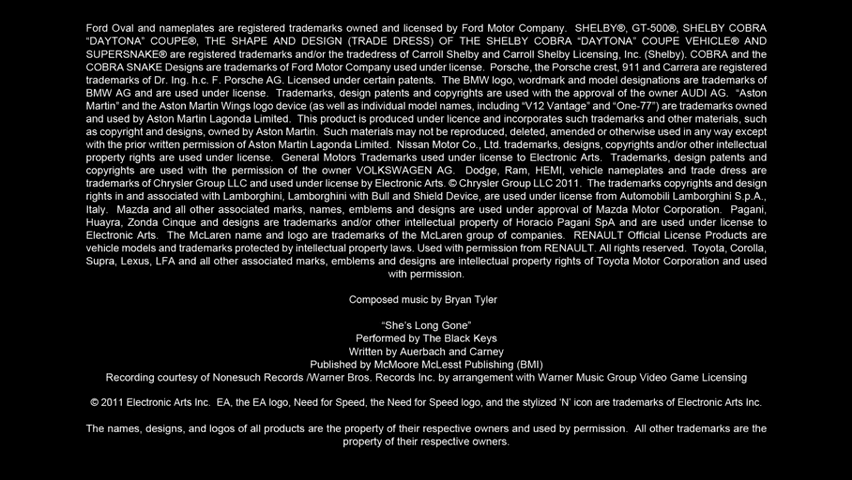 Ford Oval and nameplates are registered trademarks owned and licensed by Ford Motor Company.  SHELBY®, GT-500®, SHELBY COBRA
“DAYTONA” COUPE®, THE SHAPE AND DESIGN (TRADE DRESS) OF THE SHELBY COBRA “DAYTONA” COUPE VEHICLE® AND
SUPERSNAKE® are registered trademarks and/or the tradedress of Carroll Shelby and Carroll Shelby Licensing, Inc. (Shelby). COBRA and the
COBRA SNAKE Designs are trademarks of Ford Motor Company used under license.  Porsche, the Porsche crest, 911 and Carrera are registered
trademarks of Dr. Ing. h.c. F. Porsche AG. Licensed under certain patents.  The BMW logo, wordmark and model designations are trademarks of
BMW AG and are used under license.  Trademarks, design patents and copyrights are used with the approval of the owner AUDI AG.  “Aston
Martin” and the Aston Martin Wings logo device (as well as individual model names, including “V12 Vantage” and “One-77”) are trademarks owned
and used by Aston Martin Lagonda Limited.  This product is produced under licence and incorporates such trademarks and other materials, such
as copyright and designs, owned by Aston Martin.  Such materials may not be reproduced, deleted, amended or otherwise used in any way except
with the prior written permission of Aston Martin Lagonda Limited.  Nissan Motor Co., Ltd. trademarks, designs, copyrights and/or other intellectual
property rights are used under license.  General Motors Trademarks used under license to Electronic Arts.  Trademarks, design patents and
copyrights are used with the permission of the owner VOLKSWAGEN AG.  Dodge, Ram, HEMI, vehicle nameplates and trade dress are
trademarks of Chrysler Group LLC and used under license by Electronic Arts. © Chrysler Group LLC 2011.  The trademarks copyrights and design
rights in and associated with Lamborghini, Lamborghini with Bull and Shield Device, are used under license from Automobili Lamborghini S.p.A.,
Italy.  Mazda and all other associated marks, names, emblems and designs are used under approval of Mazda Motor Corporation.  Pagani,
Huayra, Zonda Cinque and designs are trademarks and/or other intellectual property of Horacio Pagani SpA and are used under license to
Electronic Arts.  The McLaren name and logo are trademarks of the McLaren group of companies.  RENAULT Official License Products are
vehicle models and trademarks protected by intellectual property laws. Used with permission from RENAULT. All rights reserved.  Toyota, Corolla,
Supra, Lexus, LFA and all other associated marks, emblems and designs are intellectual property rights of Toyota Motor Corporation and used
with permission.
Composed music by Bryan Tyler
“She’s Long Gone”
Performed by The Black Keys
Written by Auerbach and Carney
Published by McMoore McLesst Publishing (BMI)
Recording courtesy of Nonesuch Records /Warner Bros. Records Inc. by arrangement with Warner Music Group Video Game Licensing
© 2011 Electronic Arts Inc.  EA, the EA logo, Need for Speed, the Need for Speed logo, and the stylized ’N’ icon are trademarks of Electronic Arts Inc.
The names, designs, and logos of all products are the property of their respective owners and used by permission.  All other trademarks are the
property of their respective owners.